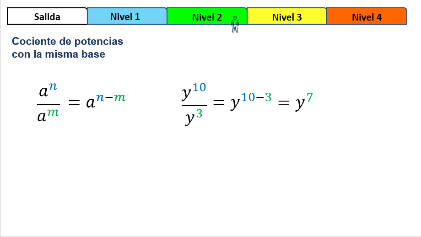 Salida Nivel 1 Nivel 2 Nivel 3 Nivel 4
Cociente de potencias
con la misma base
aⁿ/aᵐ = aⁿ⁻ᵐ y¹⁰/y³ = y¹⁰⁻³ = y⁷